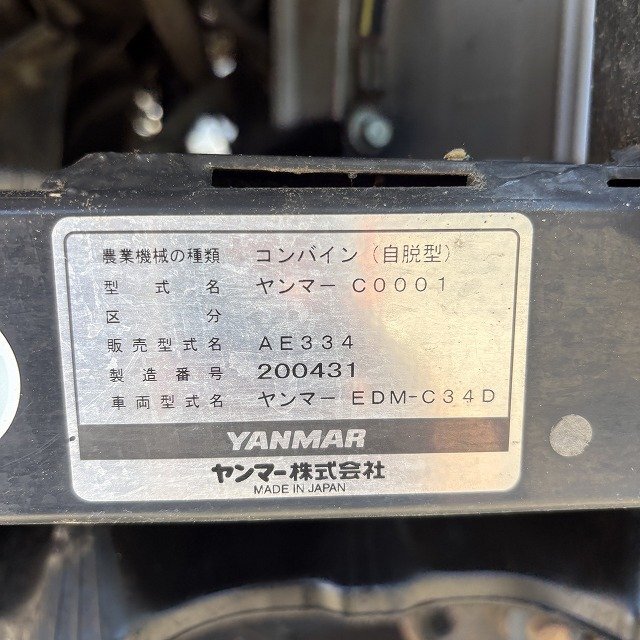 農業機械の種類 コンバイン(自脱型)
型式名 ヤンマー C0001
区分
販売型式名 AE334
製造番号 200431
車両型式名 ヤンマー EDM-C34D
YANMAR
ヤンマー株式会社
MADE IN JAPAN